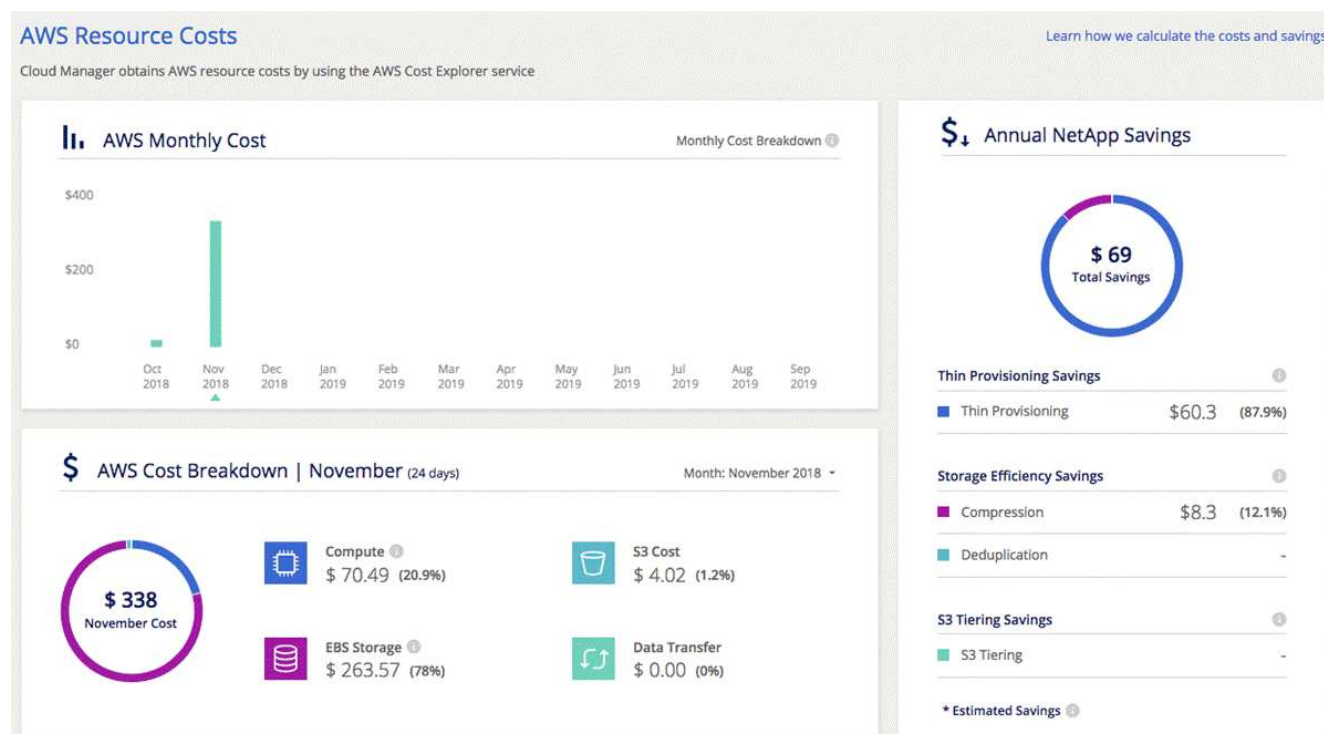 AWS Resource Costs
Learn how we calculate the costs and savings
Cloud Manager obtains AWS resource costs by using the AWS Cost Explorer service
AWS Monthly Cost
Monthly Cost Breakdown
$400
$200
$0
Oct Nov Dec Jan Feb Mar Apr May Jun Jul Aug Sep
2018 2018 2018 2019 2019 2019 2019 2019 2019 2019 2019 2019
$ AWS Cost Breakdown | November (24 days)
Month: November 2018
$ 338
November Cost
Compute
$ 70.49 (20.9%)
S3 Cost
$ 4.02 (1.2%)
EBS Storage
$ 263.57 (78%)
Data Transfer
$ 0.00 (0%)
$ Annual NetApp Savings
$ 69
Total Savings
Thin Provisioning Savings
Thin Provisioning $60.3 (87.9%)
Storage Efficiency Savings
Compression $8.3 (12.1%)
Deduplication -
S3 Tiering Savings
S3 Tiering -
* Estimated Savings